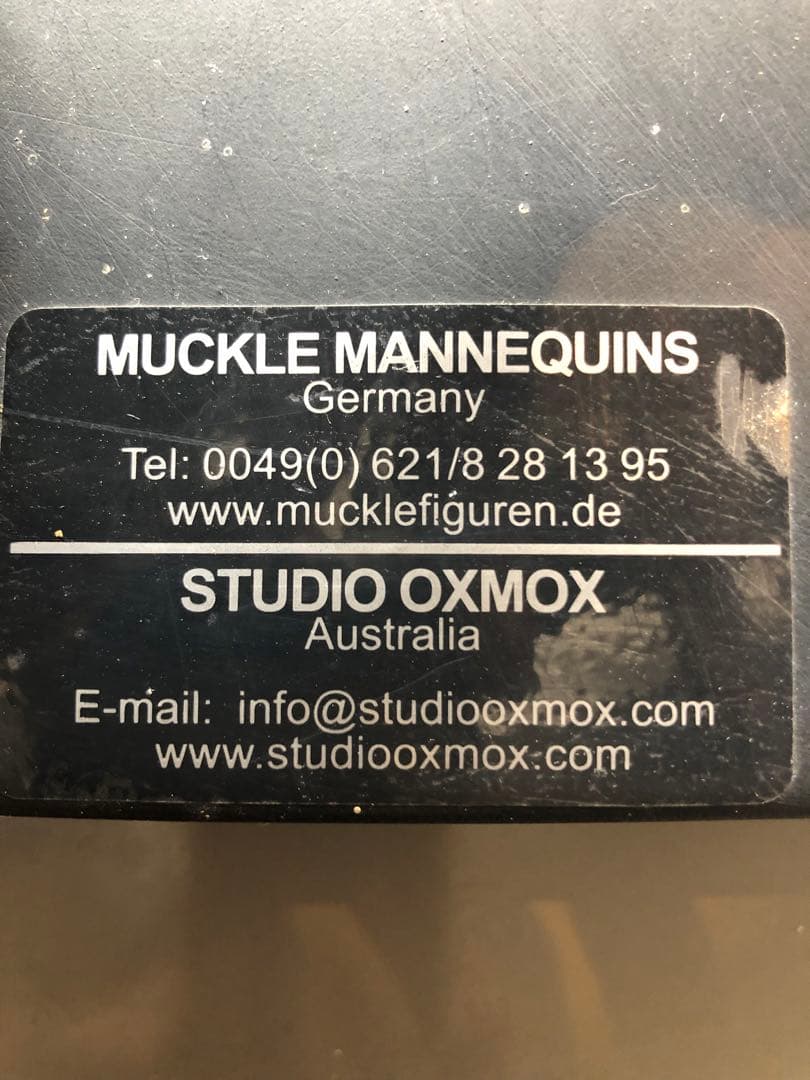 MUCKLE MANNEQUINS
Germany
Tel: 0049(0) 621/8 28 13 95
www.mucklefiguren.de
STUDIO OXMOX
Australia
E-mail: info@studiooxmox.com
www.studiooxmox.com